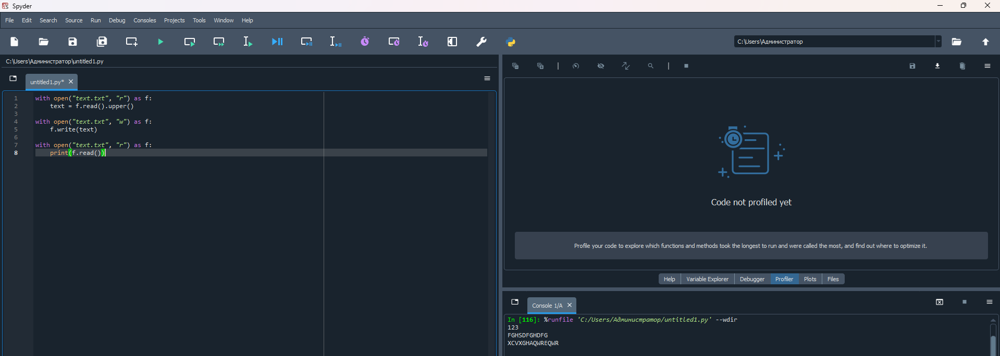 Spyder
File Edit Search Source Run Debug Consoles Projects Tools Window Help
C:\Users\Администратор
C:\Users\Администратор\untitled1.py
untitled1.py*
1 with open("text.txt", "r") as f:
2     text = f.read().upper()
3
4 with open("text.txt", "w") as f:
5     f.write(text)
6
7 with open("text.txt", "r") as f:
8     print(f.read())
Code not profiled yet
Profile your code to explore which functions and methods took the longest to run and were called the most, and find out where to optimize it.
Help Variable Explorer Debugger Profiler Plots Files
Console 1/A
In [116]: %runfile 'C:/Users/Администратор/untitled1.py' --wdir
123
FGHSDFGHDFG
XCVXGHAQWREQWR